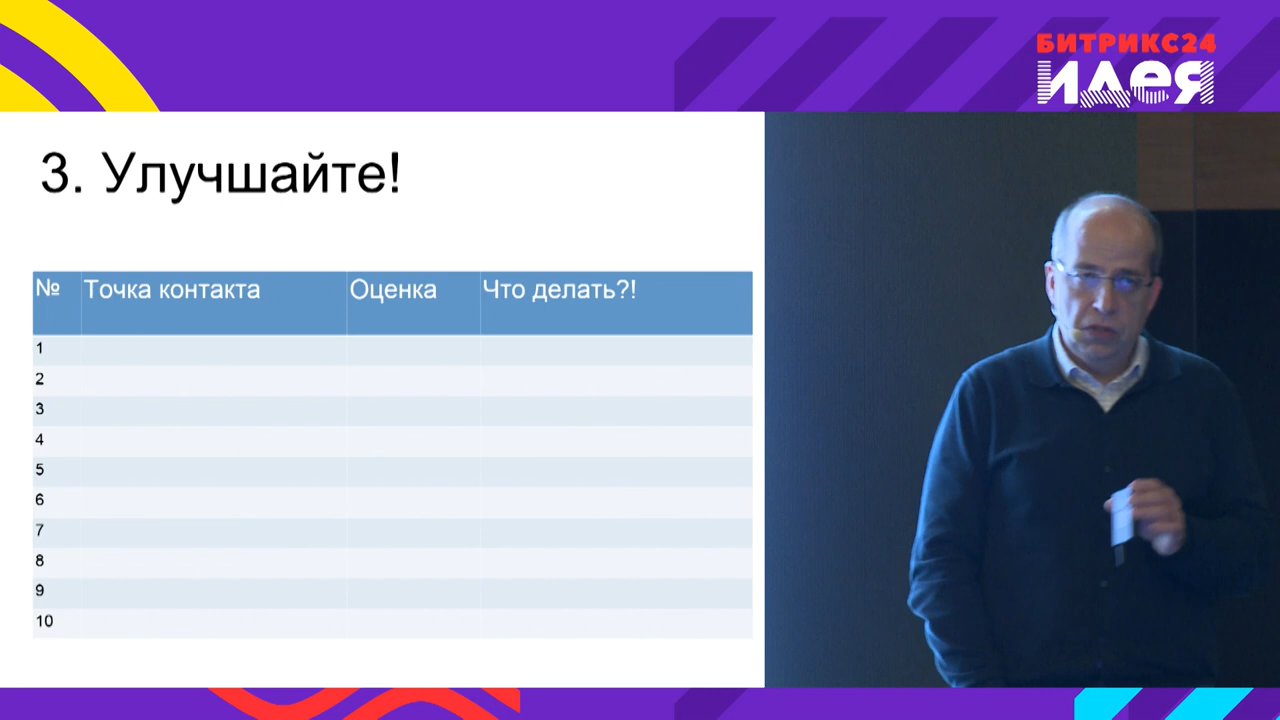 БИТРИКС24
идея
3. Улучшайте!
№ Точка контакта Оценка Что делать?!
1
2
3
4
5
6
7
8
9
10